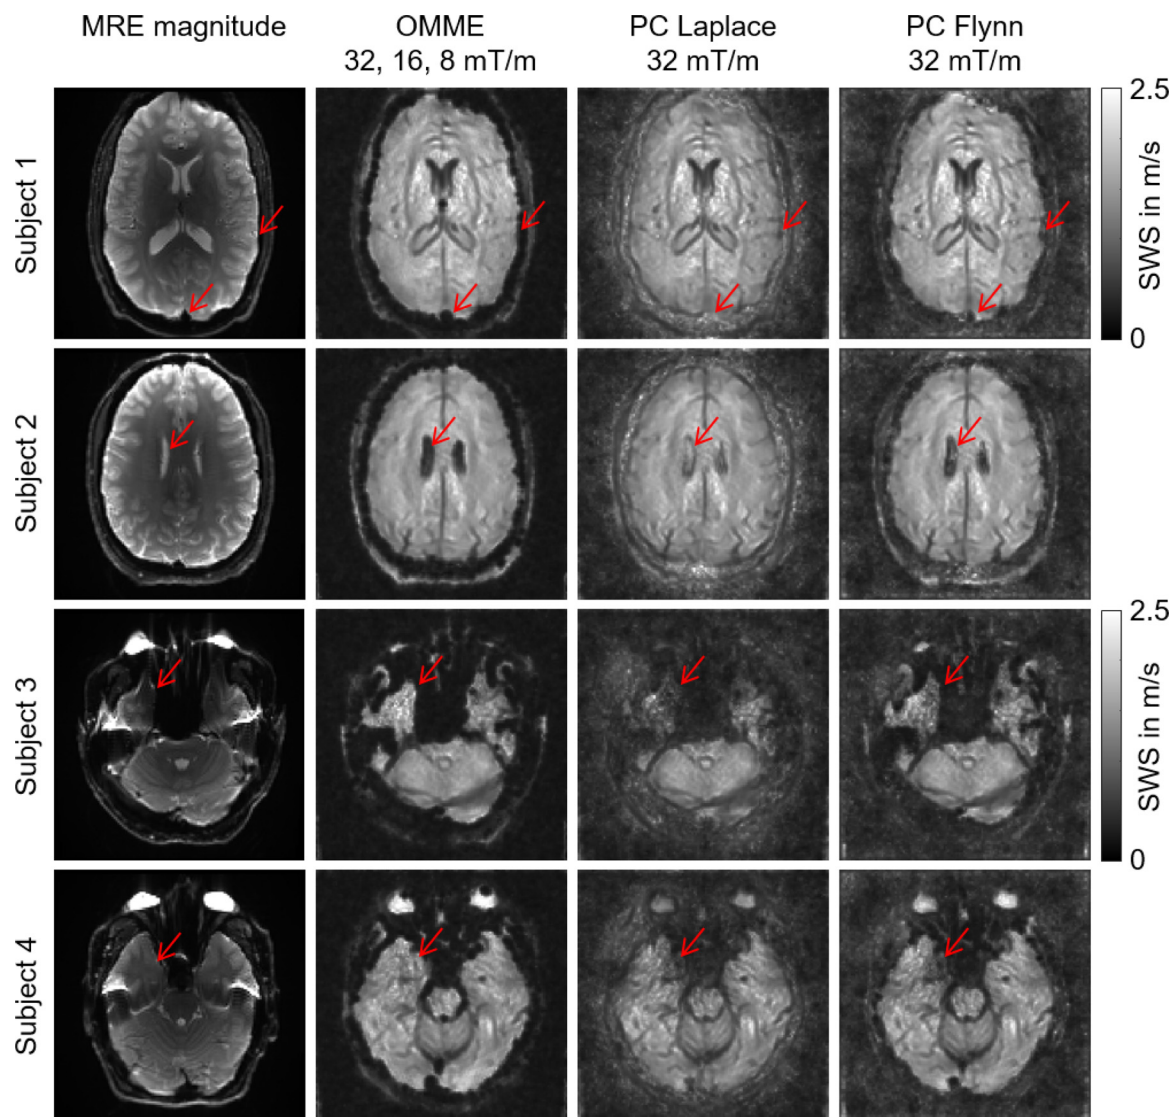 MRE magnitude
OMME
32, 16, 8 mT/m
PC Laplace
32 mT/m
PC Flynn
32 mT/m
Subject 1
2.5
SWS in m/s
0
Subject 2
Subject 3
2.5
SWS in m/s
0
Subject 4